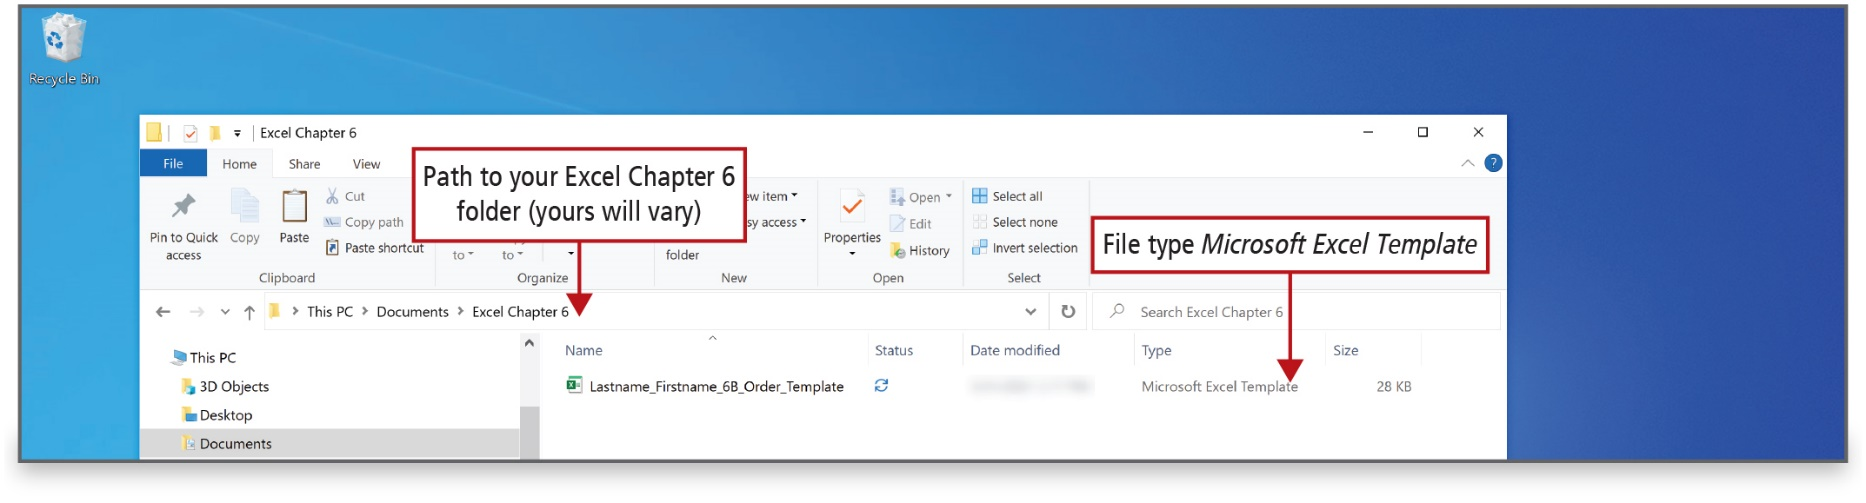 Recycle Bin
Excel Chapter 6
File Home Share View
Path to your Excel Chapter 6
folder (yours will vary)
Pin to Quick
access
Copy
Paste
Cut
Copy path
Paste shortcut
Clipboard
to
to
Organize
ew item
sy access
folder
New
Properties
Open
Edit
History
Open
Select all
Select none
Invert selection
Select
File type Microsoft Excel Template
This PC > Documents > Excel Chapter 6
Search Excel Chapter 6
Name Status Date modified Type Size
Lastname_Firstname_6B_Order_Template Microsoft Excel Template 28 KB
This PC
3D Objects
Desktop
Documents